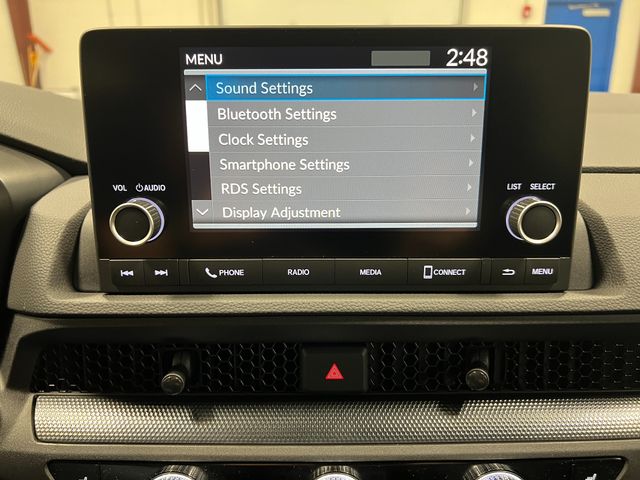 MENU 2:48
Sound Settings
Bluetooth Settings
Clock Settings
Smartphone Settings
RDS Settings
Display Adjustment
VOL AUDIO
LIST SELECT
PHONE RADIO MEDIA CONNECT MENU